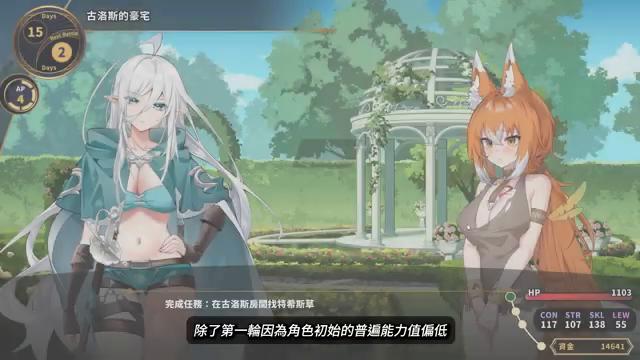 Days
古洛斯的豪宅
15
Next Battle
2
Days
AP
4
完成任務：在古洛斯房間找特希斯草
HP 1103
CON STR SKL LEW
117 107 138 55
資金 14641
除了第一輪因為角色初始的普遍能力值偏低